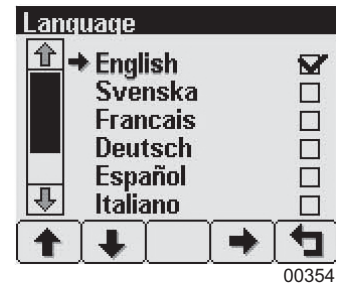 Language
English
Svenska
Francais
Deutsch
Español
Italiano
00354